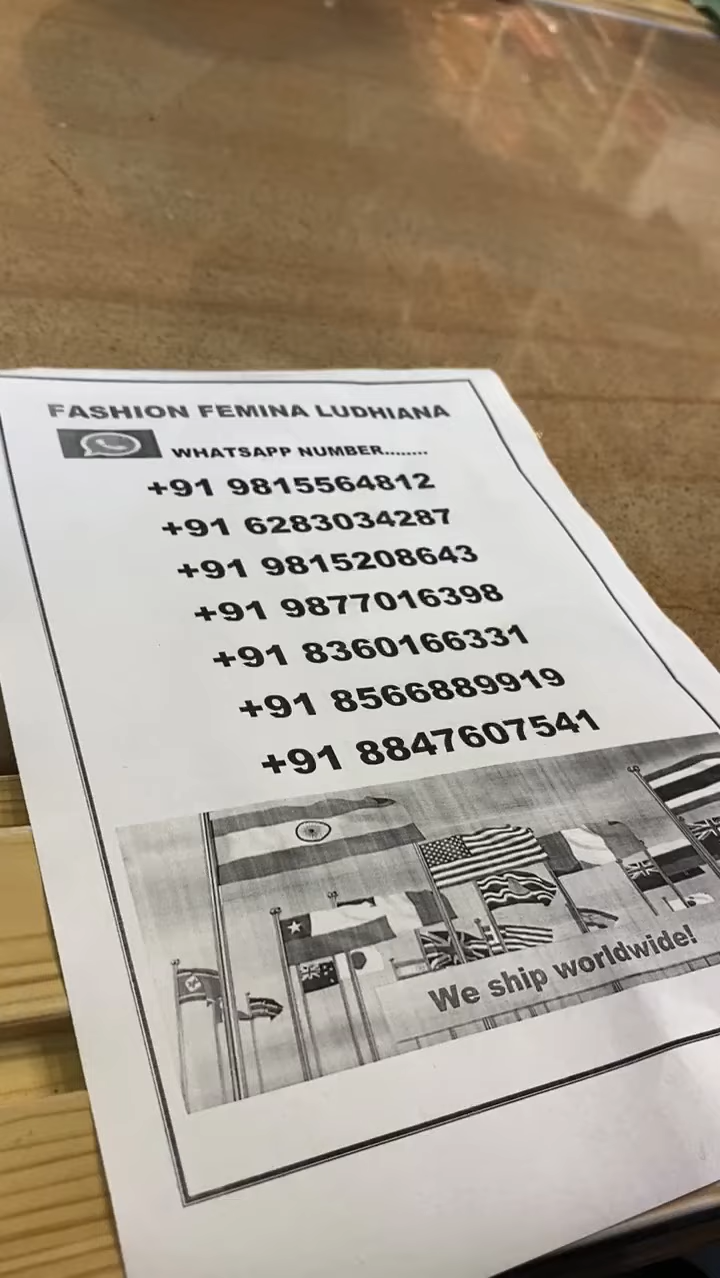 FASHION FEMINA LUDHIANA
WHATSAPP NUMBER........
+91 9815564812
+91 6283034287
+91 9815208643
+91 9877016398
+91 8360166331
+91 8566889919
+91 8847607541
We ship worldwide!